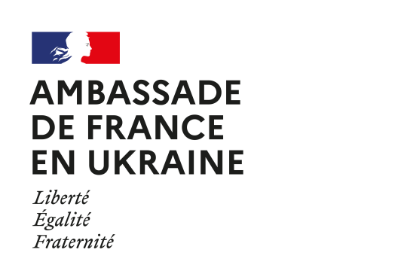 AMBASSADE
DE FRANCE
EN UKRAINE
Liberté
Égalité
Fraternité